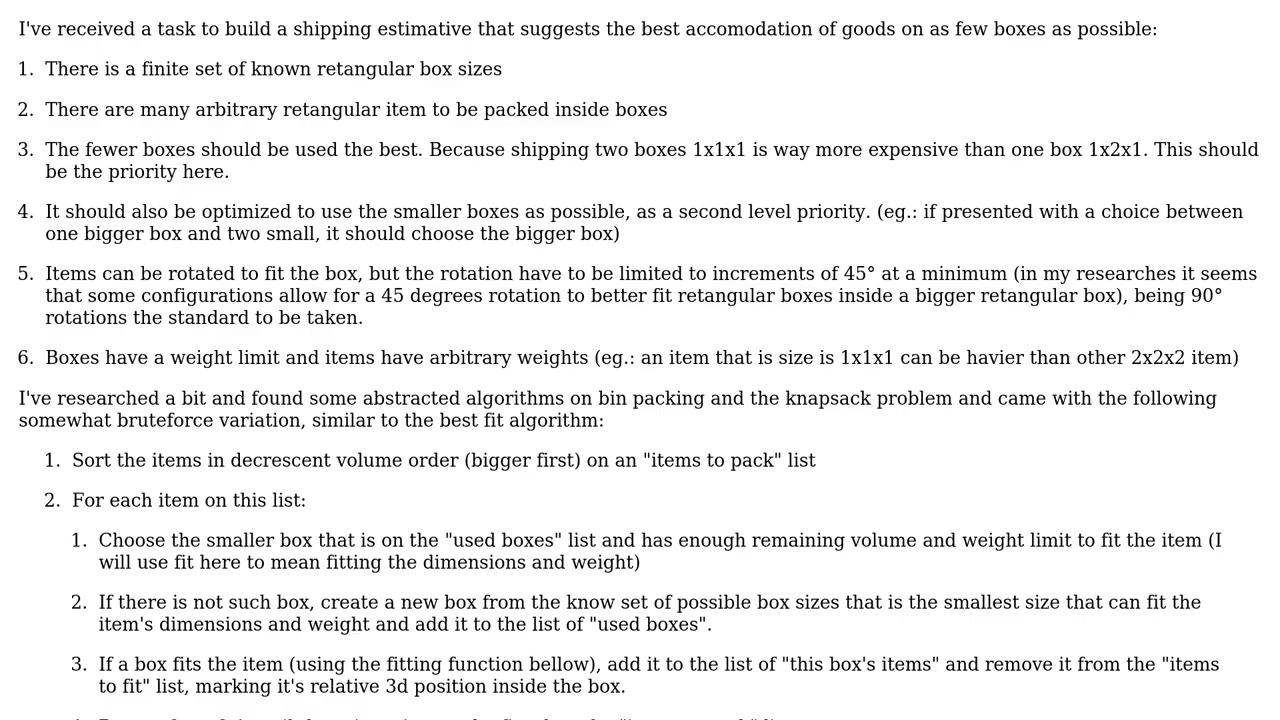 I've received a task to build a shipping estimative that suggests the best accomodation of goods on as few boxes as possible:
1. There is a finite set of known retangular box sizes
2. There are many arbitrary retangular item to be packed inside boxes
3. The fewer boxes should be used the best. Because shipping two boxes 1x1x1 is way more expensive than one box 1x2x1. This should
be the priority here.
4. It should also be optimized to use the smaller boxes as possible, as a second level priority. (eg.: if presented with a choice between
one bigger box and two small, it should choose the bigger box)
5. Items can be rotated to fit the box, but the rotation have to be limited to increments of 45° at a minimum (in my researches it seems
that some configurations allow for a 45 degrees rotation to better fit retangular boxes inside a bigger retangular box), being 90°
rotations the standard to be taken.
6. Boxes have a weight limit and items have arbitrary weights (eg.: an item that is size is 1x1x1 can be havier than other 2x2x2 item)
I've researched a bit and found some abstracted algorithms on bin packing and the knapsack problem and came with the following
somewhat bruteforce variation, similar to the best fit algorithm:
1. Sort the items in decrescent volume order (bigger first) on an "items to pack" list
2. For each item on this list:
1. Choose the smaller box that is on the "used boxes" list and has enough remaining volume and weight limit to fit the item (I
will use fit here to mean fitting the dimensions and weight)
2. If there is not such box, create a new box from the know set of possible box sizes that is the smallest size that can fit the
item's dimensions and weight and add it to the list of "used boxes".
3. If a box fits the item (using the fitting function bellow), add it to the list of "this box's items" and remove it from the "items
to fit" list, marking it's relative 3d position inside the box.